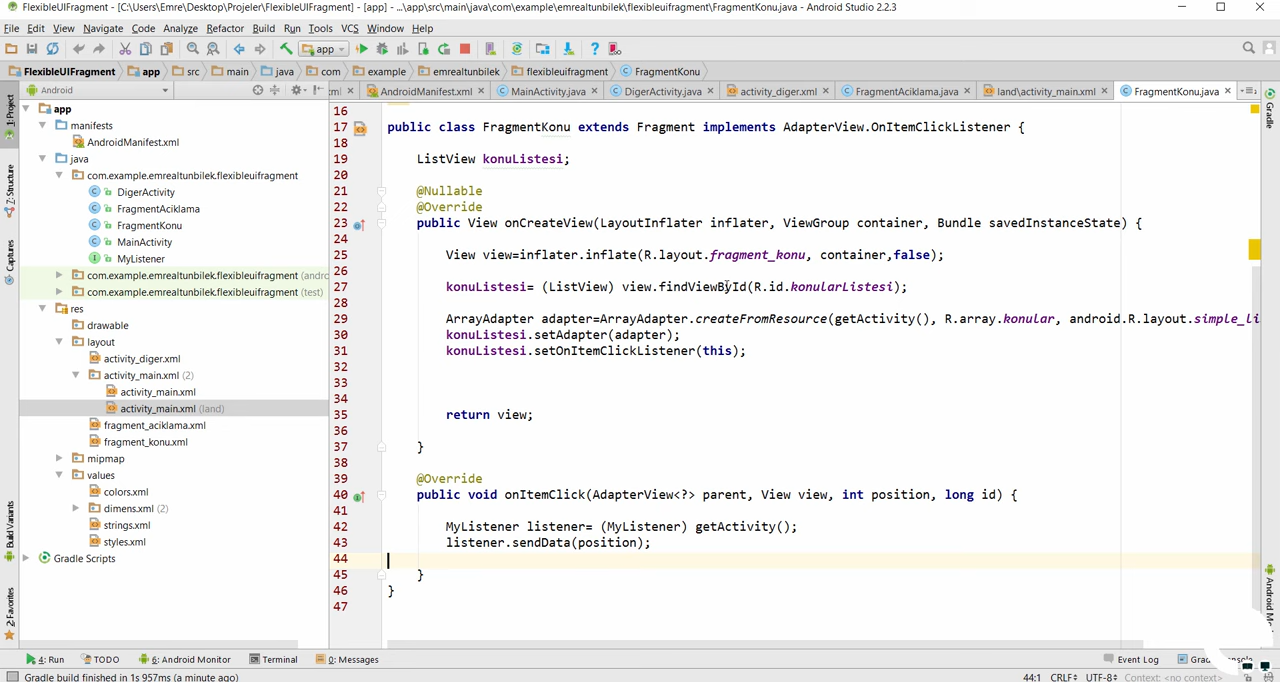 FlexibleUIFragment - [C:\Users\Emre\Desktop\Projeler\FlexibleUIFragment] - [app] - ...\app\src\main\java\com\example\emrealtunbilek\flexibleuifragment\FragmentKonu.java - Android Studio 2.2.3
File Edit View Navigate Code Analyze Refactor Build Run Tools VCS Window Help
app
FlexibleUIFragment app src main java com example emrealtunbilek flexibleuifragment FragmentKonu
Android
AndroidManifest.xml MainActivity.java DigerActivity.java activity_diger.xml FragmentAciklama.java land\activity_main.xml FragmentKonu.java
1: Project
7: Structure
Captures
Build Variants
2: Favorites
app
manifests
AndroidManifest.xml
java
com.example.emrealtunbilek.flexibleuifragment
DigerActivity
FragmentAciklama
FragmentKonu
MainActivity
MyListener
com.example.emrealtunbilek.flexibleuifragment (andro
com.example.emrealtunbilek.flexibleuifragment (test)
res
drawable
layout
activity_diger.xml
activity_main.xml (2)
activity_main.xml
activity_main.xml (land)
fragment_aciklama.xml
fragment_konu.xml
mipmap
values
colors.xml
dimens.xml (2)
strings.xml
styles.xml
Gradle Scripts
16
17 public class FragmentKonu extends Fragment implements AdapterView.OnItemClickListener {
18
19 ListView konuListesi;
20
21 @Nullable
22 @Override
23 public View onCreateView(LayoutInflater inflater, ViewGroup container, Bundle savedInstanceState) {
24
25 View view=inflater.inflate(R.layout.fragment_konu, container,false);
26
27 konuListesi= (ListView) view.findViewById(R.id.konularListesi);
28
29 ArrayAdapter adapter=ArrayAdapter.createFromResource(getActivity(), R.array.konular, android.R.layout.simple_li
30 konuListesi.setAdapter(adapter);
31 konuListesi.setOnItemClickListener(this);
32
33
34
35 return view;
36
37 }
38
39 @Override
40 public void onItemClick(AdapterView<?> parent, View view, int position, long id) {
41
42 MyListener listener= (MyListener) getActivity();
43 listener.sendData(position);
44
45 }
46 }
47
Gradle
4: Run TODO 6: Android Monitor Terminal 0: Messages Event Log
Gradle build finished in 1s 957ms (a minute ago) 44:1 CRLF UTF-8 Context: <no context>